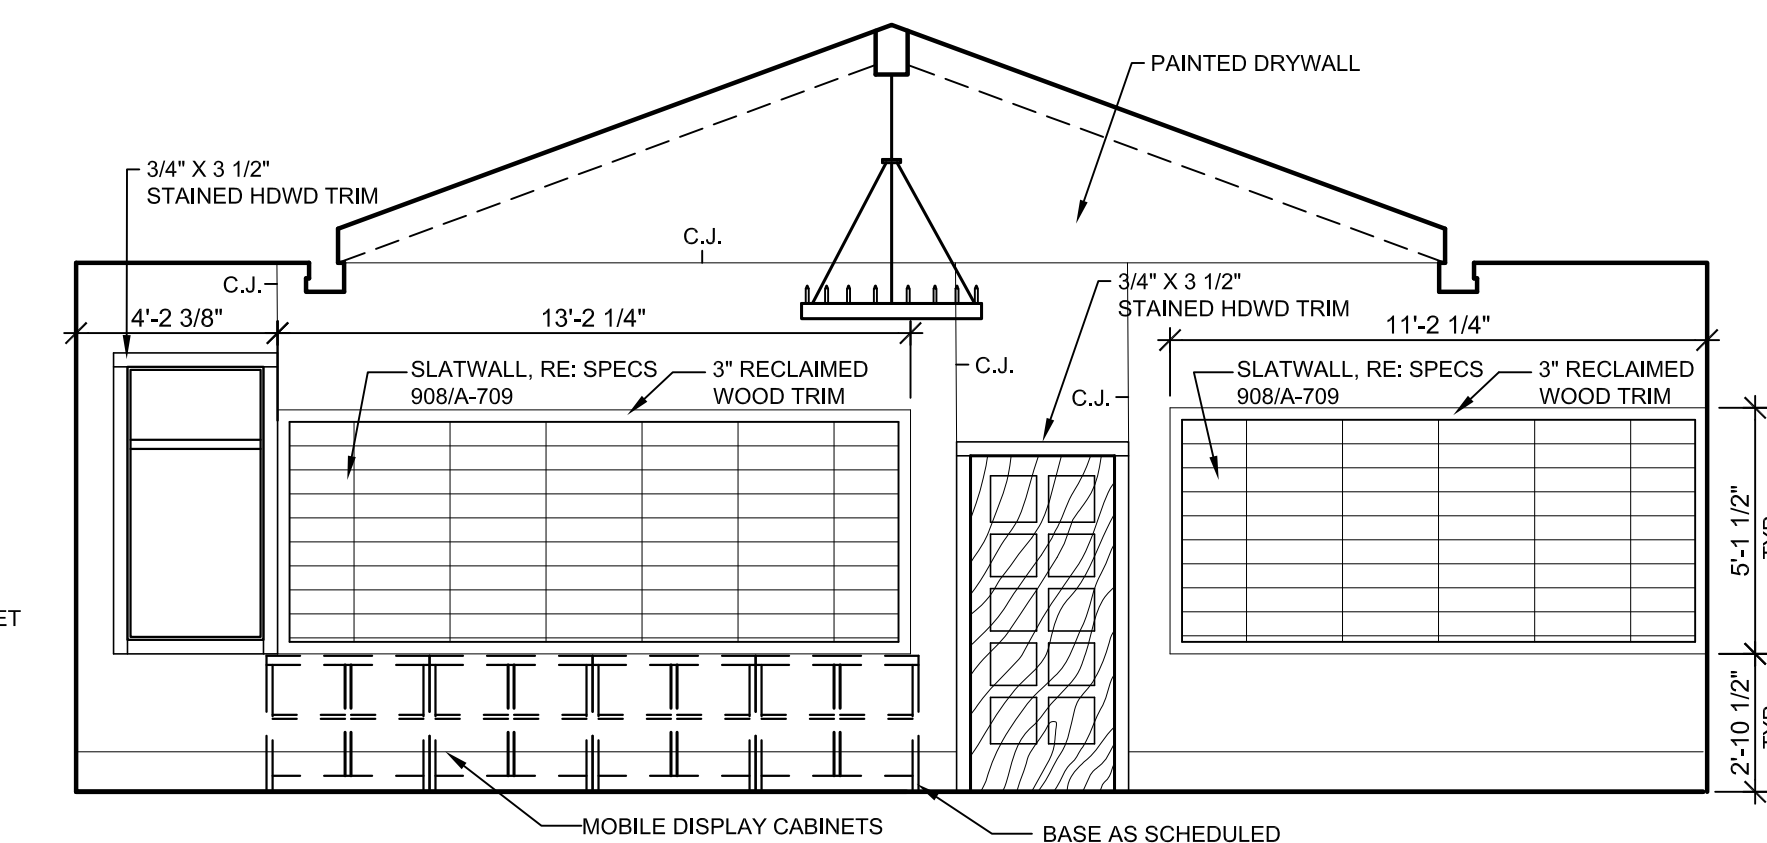 PAINTED DRYWALL
3/4" X 3 1/2"
STAINED HDWD TRIM
C.J.
C.J.
3/4" X 3 1/2"
STAINED HDWD TRIM
4'-2 3/8"
13'-2 1/4"
11'-2 1/4"
SLATWALL, RE: SPECS
908/A-709
3" RECLAIMED
WOOD TRIM
C.J.
C.J.
SLATWALL, RE: SPECS
908/A-709
3" RECLAIMED
WOOD TRIM
5'-1 1/2"
TYP
ET
2'-10 1/2"
TYP
MOBILE DISPLAY CABINETS
BASE AS SCHEDULED